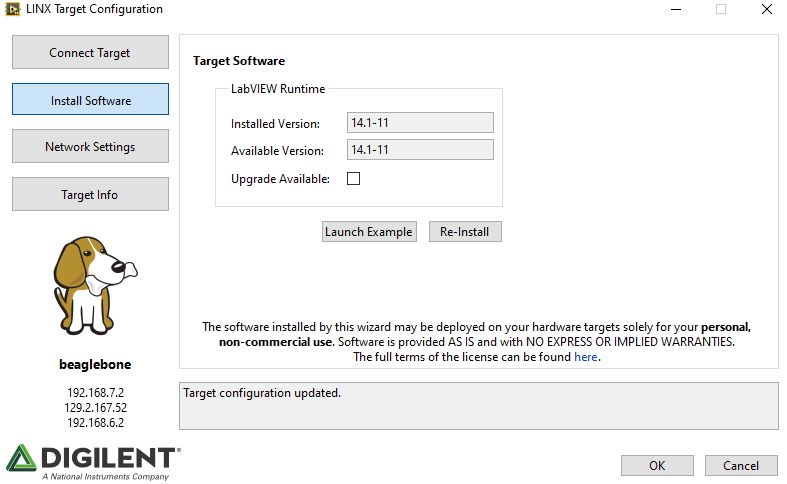 LINX Target Configuration
Connect Target
Install Software
Network Settings
Target Info
beaglebone
192.168.7.2
129.2.167.52
192.168.6.2
DIGILENT®
A National Instruments Company
Target Software
LabVIEW Runtime
Installed Version: 14.1-11
Available Version: 14.1-11
Upgrade Available:
Launch Example Re-Install
The software installed by this wizard may be deployed on your hardware targets solely for your personal,
non-commercial use. Software is provided AS IS and with NO EXPRESS OR IMPLIED WARRANTIES.
The full terms of the license can be found here.
Target configuration updated.
OK Cancel